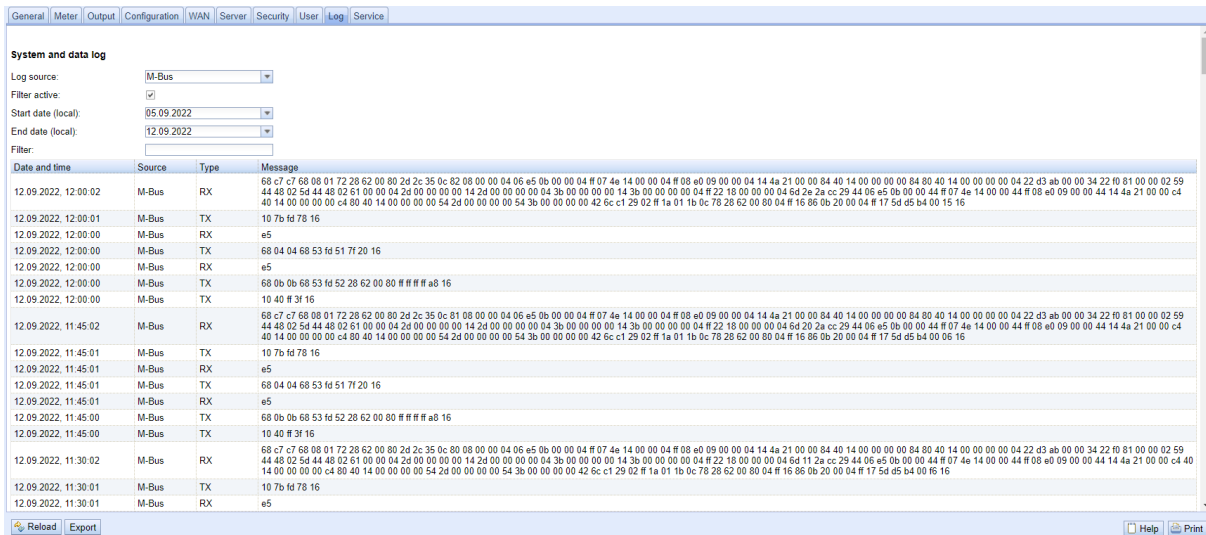 General Meter Output Configuration WAN Server Security User Log Service
System and data log
Log source: M-Bus
Filter active:
Start date (local): 05.09.2022
End date (local): 12.09.2022
Filter:
Date and time Source Type Message
12.09.2022, 12:00:02 M-Bus RX 68 c7 c7 68 08 01 72 28 62 00 80 2d 2c 35 0c 82 08 00 00 04 06 e5 0b 00 00 04 ff 07 4e 14 00 00 04 ff 08 e0 09 00 00 04 14 4a 21 00 00 84 40 14 00 00 00 00 84 80 40 14 00 00 00 00 04 22 d3 ab 00 00 34 22 f0 81 00 00 02 59
44 48 02 5d 44 48 02 61 00 00 04 2d 00 00 00 00 14 2d 00 00 00 00 04 3b 00 00 00 00 14 3b 00 00 00 00 04 ff 22 18 00 00 00 04 6d 2e 2a cc 29 44 06 e5 0b 00 00 44 ff 07 4e 14 00 00 44 ff 08 e0 09 00 00 44 14 4a 21 00 00 c4
40 14 00 00 00 00 c4 80 40 14 00 00 00 00 54 2d 00 00 00 00 54 3b 00 00 00 00 42 6c c1 29 02 ff 1a 01 1b 0c 78 28 62 00 80 04 ff 16 86 0b 20 00 04 ff 17 5d d5 b4 00 15 16
12.09.2022, 12:00:01 M-Bus TX 10 7b fd 78 16
12.09.2022, 12:00:00 M-Bus RX e5
12.09.2022, 12:00:00 M-Bus TX 68 04 04 68 53 fd 51 7f 20 16
12.09.2022, 12:00:00 M-Bus RX e5
12.09.2022, 12:00:00 M-Bus TX 68 0b 0b 68 53 fd 52 28 62 00 80 ff ff ff ff a8 16
12.09.2022, 12:00:00 M-Bus TX 10 40 ff 3f 16
12.09.2022, 11:45:02 M-Bus RX 68 c7 c7 68 08 01 72 28 62 00 80 2d 2c 35 0c 81 08 00 00 04 06 e5 0b 00 00 04 ff 07 4e 14 00 00 04 ff 08 e0 09 00 00 04 14 4a 21 00 00 84 40 14 00 00 00 00 84 80 40 14 00 00 00 00 04 22 d3 ab 00 00 34 22 f0 81 00 00 02 59
44 48 02 5d 44 48 02 61 00 00 04 2d 00 00 00 00 14 2d 00 00 00 00 04 3b 00 00 00 00 14 3b 00 00 00 00 04 ff 22 18 00 00 00 04 6d 20 2a cc 29 44 06 e5 0b 00 00 44 ff 07 4e 14 00 00 44 ff 08 e0 09 00 00 44 14 4a 21 00 00 c4
40 14 00 00 00 00 c4 80 40 14 00 00 00 00 54 2d 00 00 00 00 54 3b 00 00 00 00 42 6c c1 29 02 ff 1a 01 1b 0c 78 28 62 00 80 04 ff 16 86 0b 20 00 04 ff 17 5d d5 b4 00 06 16
12.09.2022, 11:45:01 M-Bus TX 10 7b fd 78 16
12.09.2022, 11:45:01 M-Bus RX e5
12.09.2022, 11:45:01 M-Bus TX 68 04 04 68 53 fd 51 7f 20 16
12.09.2022, 11:45:01 M-Bus RX e5
12.09.2022, 11:45:00 M-Bus TX 68 0b 0b 68 53 fd 52 28 62 00 80 ff ff ff ff a8 16
12.09.2022, 11:45:00 M-Bus TX 10 40 ff 3f 16
12.09.2022, 11:30:02 M-Bus RX 68 c7 c7 68 08 01 72 28 62 00 80 2d 2c 35 0c 80 08 00 00 04 06 e5 0b 00 00 04 ff 07 4e 14 00 00 04 ff 08 e0 09 00 00 04 14 4a 21 00 00 84 40 14 00 00 00 00 84 80 40 14 00 00 00 00 04 22 d3 ab 00 00 34 22 f0 81 00 00 02 59
44 48 02 5d 44 48 02 61 00 00 04 2d 00 00 00 00 14 2d 00 00 00 00 04 3b 00 00 00 00 14 3b 00 00 00 00 04 ff 22 18 00 00 00 04 6d 11 2a cc 29 44 06 e5 0b 00 00 44 ff 07 4e 14 00 00 44 ff 08 e0 09 00 00 44 14 4a 21 00 00 c4 40
14 00 00 00 00 c4 80 40 14 00 00 00 00 54 2d 00 00 00 00 54 3b 00 00 00 00 42 6c c1 29 02 ff 1a 01 1b 0c 78 28 62 00 80 04 ff 16 86 0b 20 00 04 ff 17 5d d5 b4 00 f6 16
12.09.2022, 11:30:01 M-Bus TX 10 7b fd 78 16
12.09.2022, 11:30:01 M-Bus RX e5
Reload Export Help Print